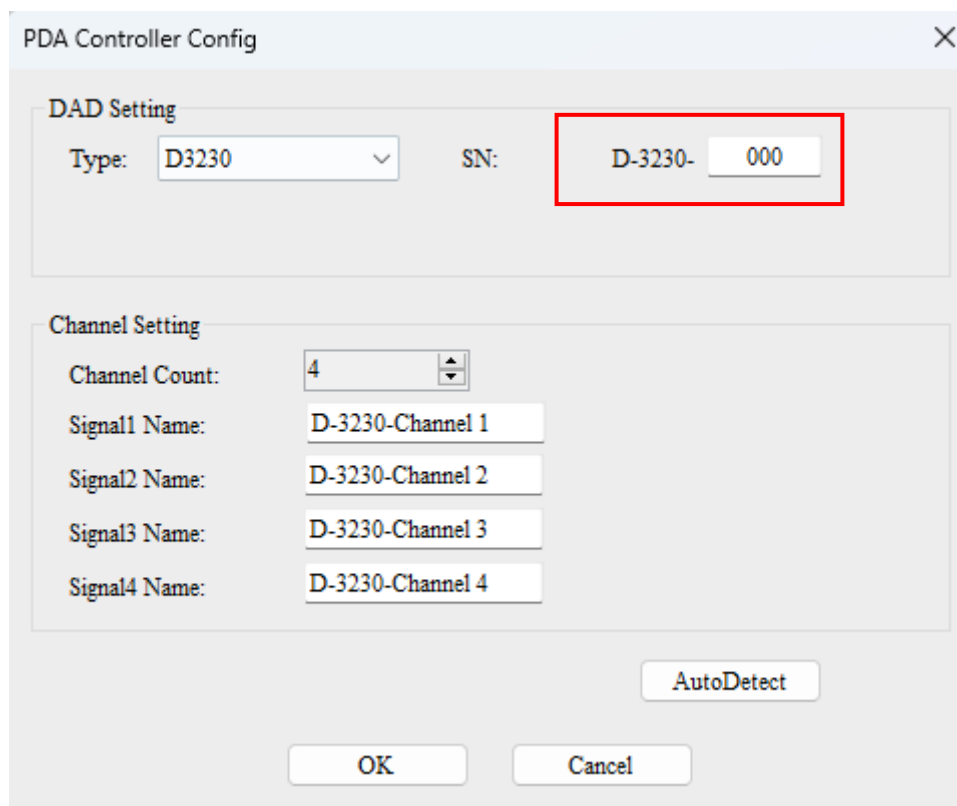 PDA Controller Config
DAD Setting
Type: D3230 SN: D-3230- 000
Channel Setting
Channel Count: 4
Signal1 Name: D-3230-Channel 1
Signal2 Name: D-3230-Channel 2
Signal3 Name: D-3230-Channel 3
Signal4 Name: D-3230-Channel 4
AutoDetect
OK Cancel